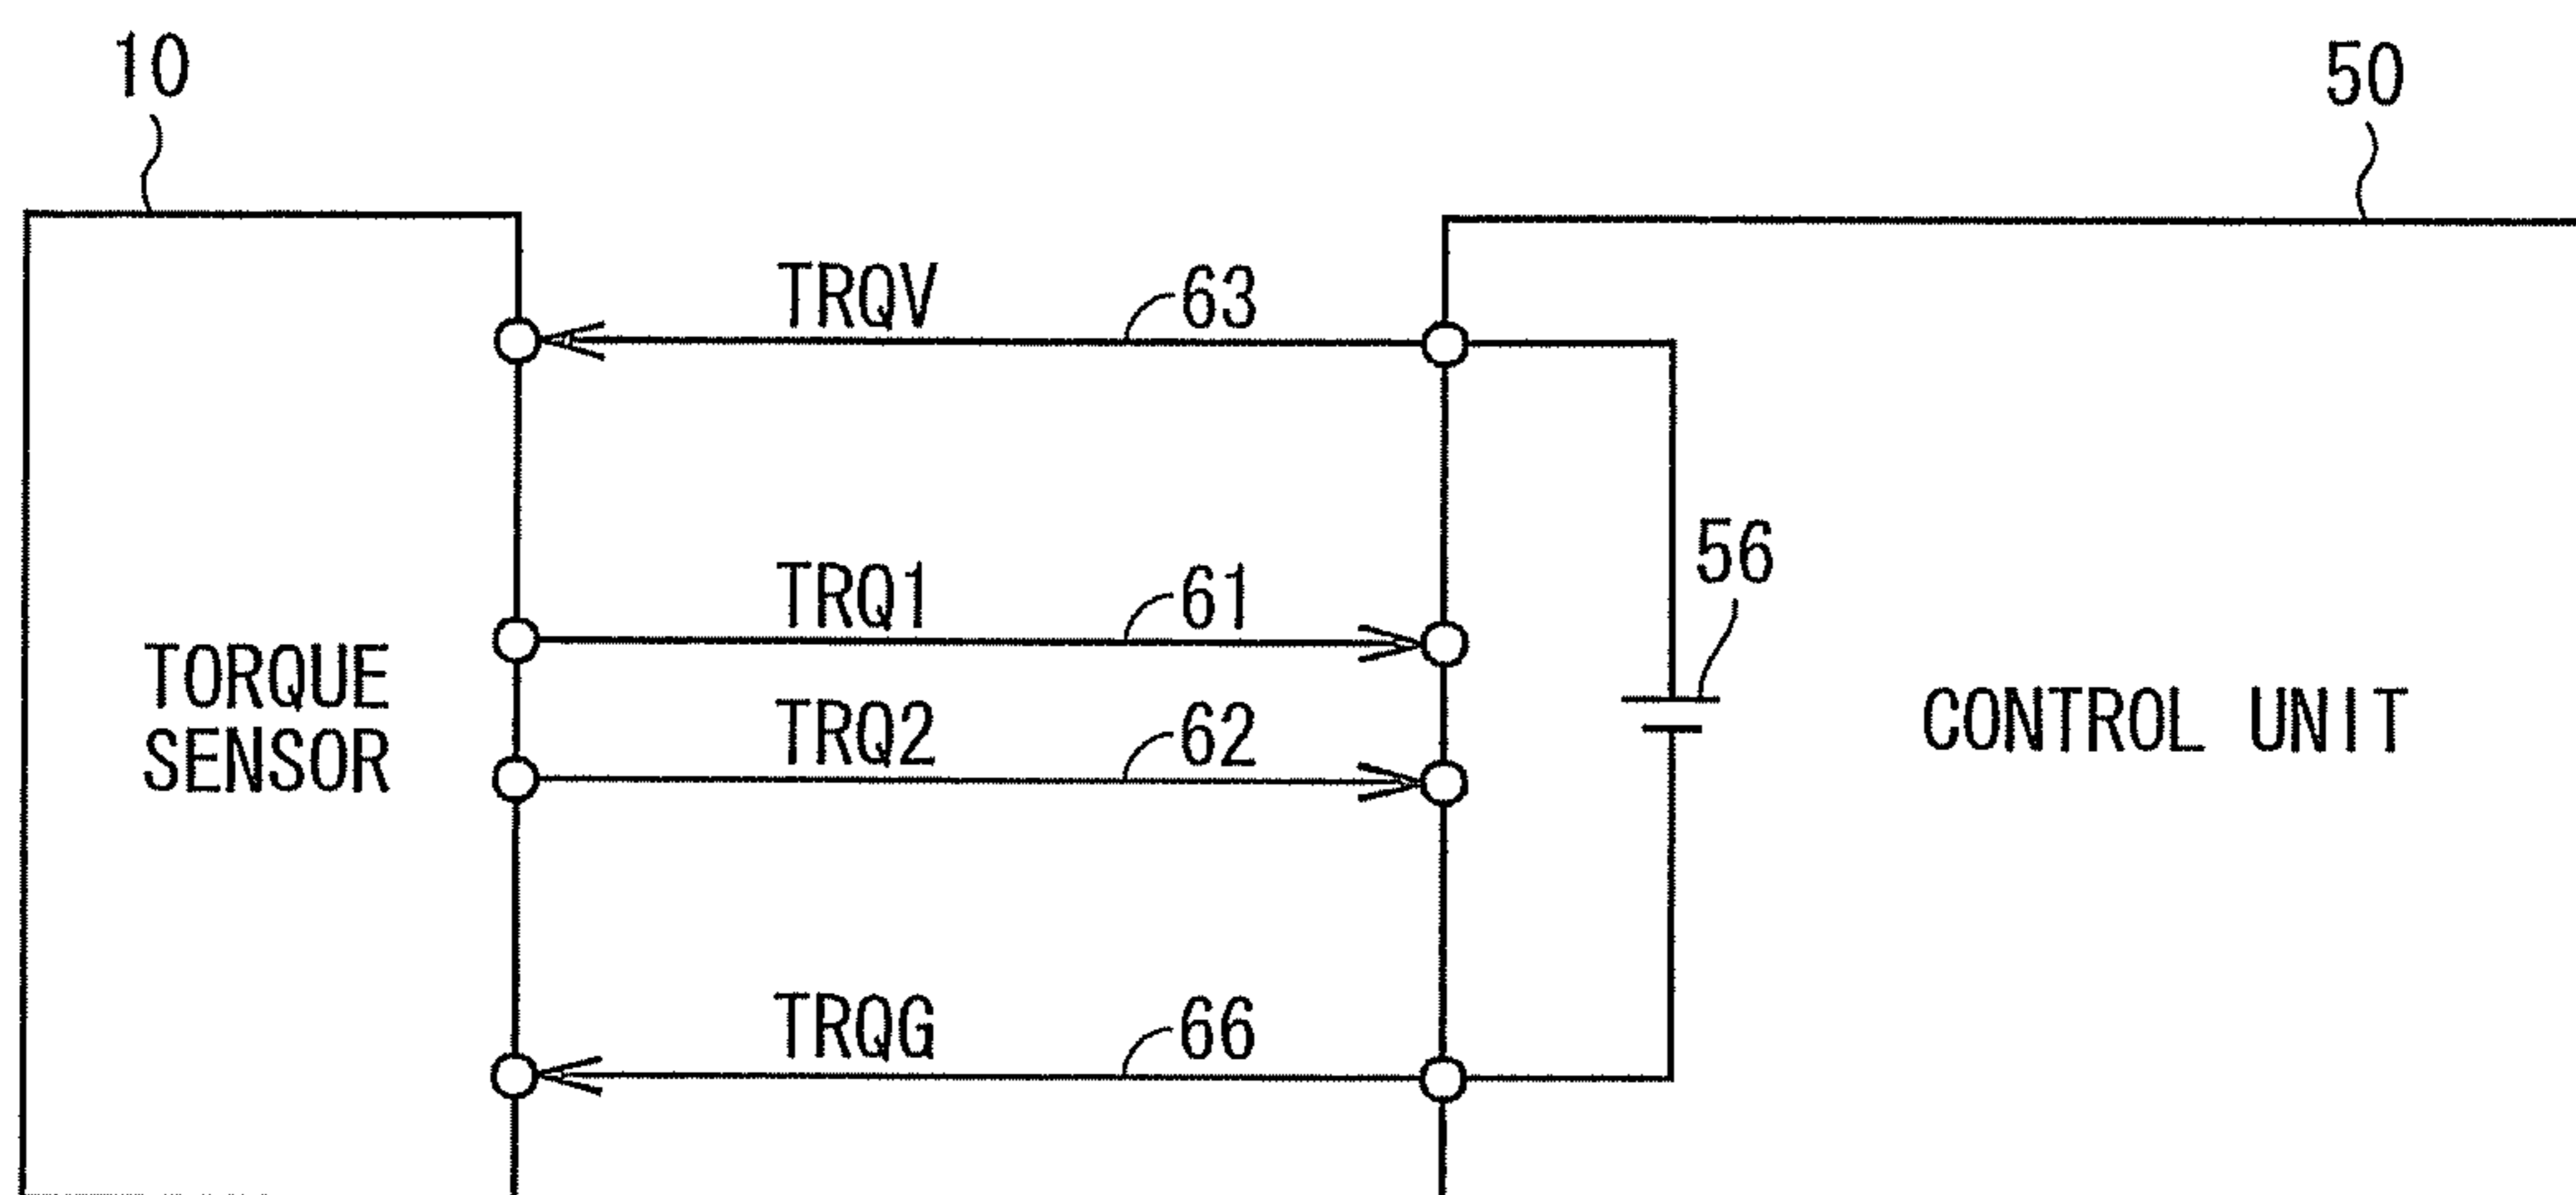 10
50
TRQV
63
TRQ1
61
56
TORQUE
SENSOR
TRQ2
62
CONTROL UNIT
TRQG
66